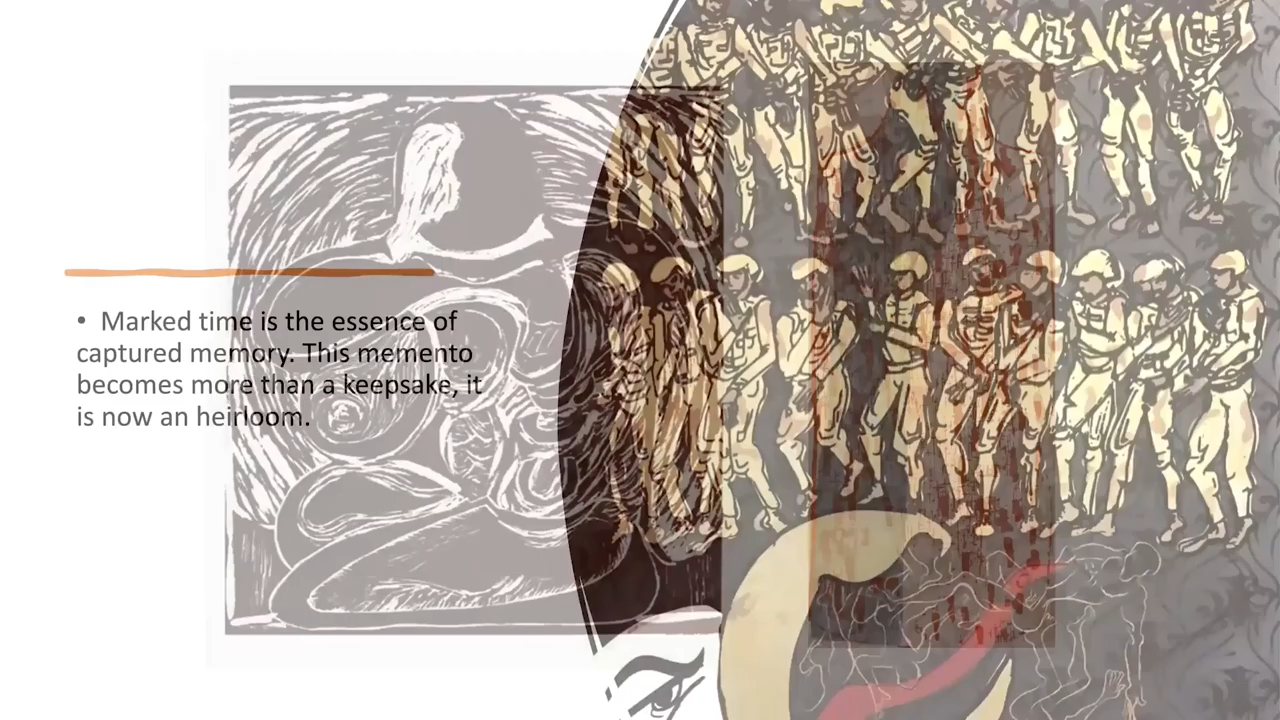 • Marked time is the essence of
captured memory. This memento
becomes more than a keepsake, it
is now an heirloom.